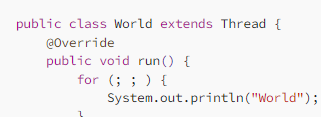 public class World extends Thread {
    @Override
    public void run() {
        for (; ; ) {
            System.out.println("World");
        }